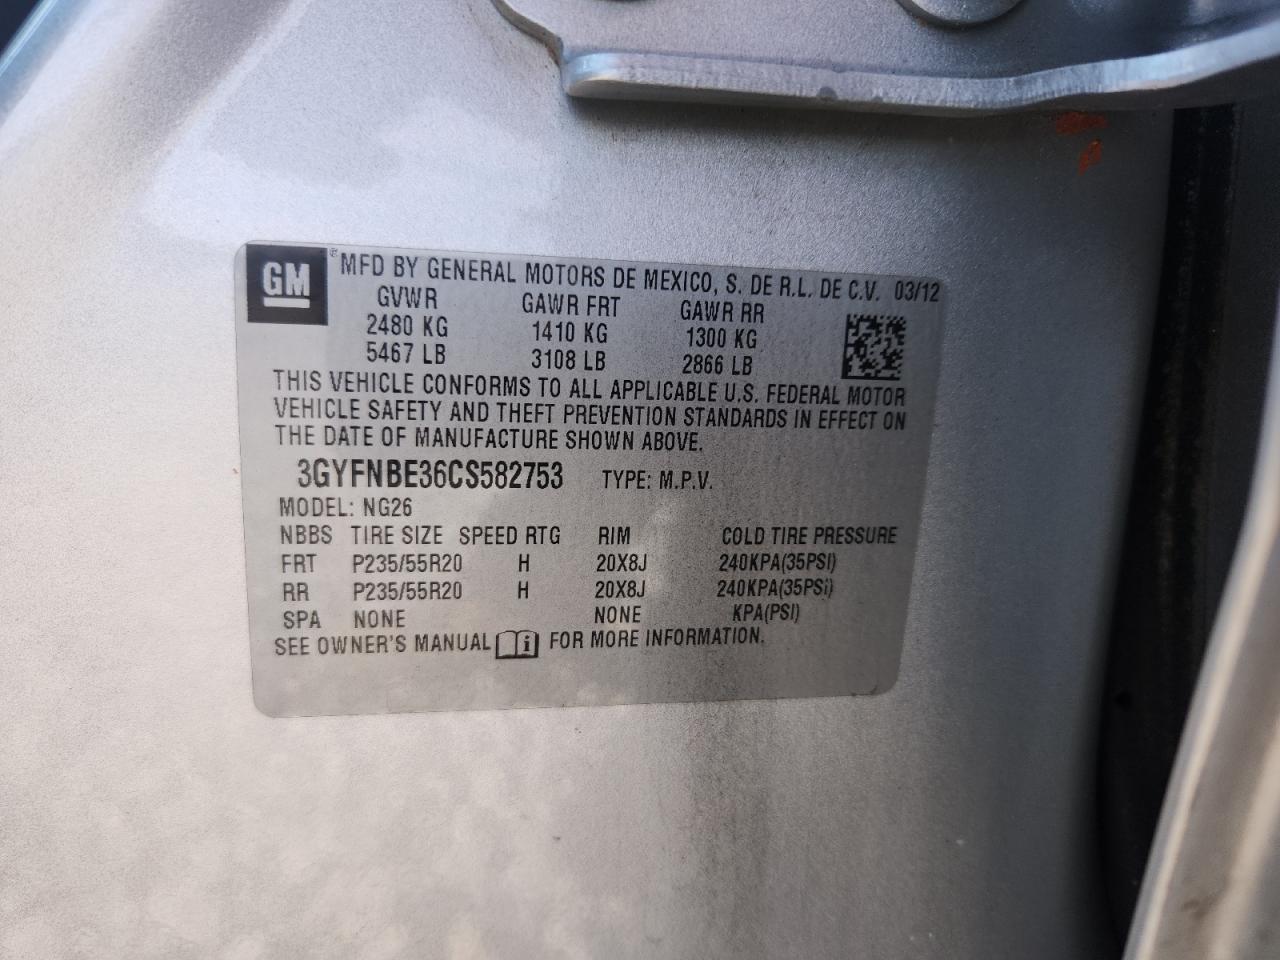 GM ® MFD BY GENERAL MOTORS DE MEXICO, S. DE R.L. DE C.V. 03/12
GVWR GAWR FRT GAWR RR
2480 KG 1410 KG 1300 KG
5467 LB 3108 LB 2866 LB
THIS VEHICLE CONFORMS TO ALL APPLICABLE U.S. FEDERAL MOTOR
VEHICLE SAFETY AND THEFT PREVENTION STANDARDS IN EFFECT ON
THE DATE OF MANUFACTURE SHOWN ABOVE.
3GYFNBE36CS582753 TYPE: M.P.V.
MODEL: NG26
NBBS TIRE SIZE SPEED RTG RIM COLD TIRE PRESSURE
FRT P235/55R20 H 20X8J 240KPA(35PSI)
RR P235/55R20 H 20X8J 240KPA(35PSI)
SPA NONE NONE KPA(PSI)
SEE OWNER'S MANUAL i FOR MORE INFORMATION.